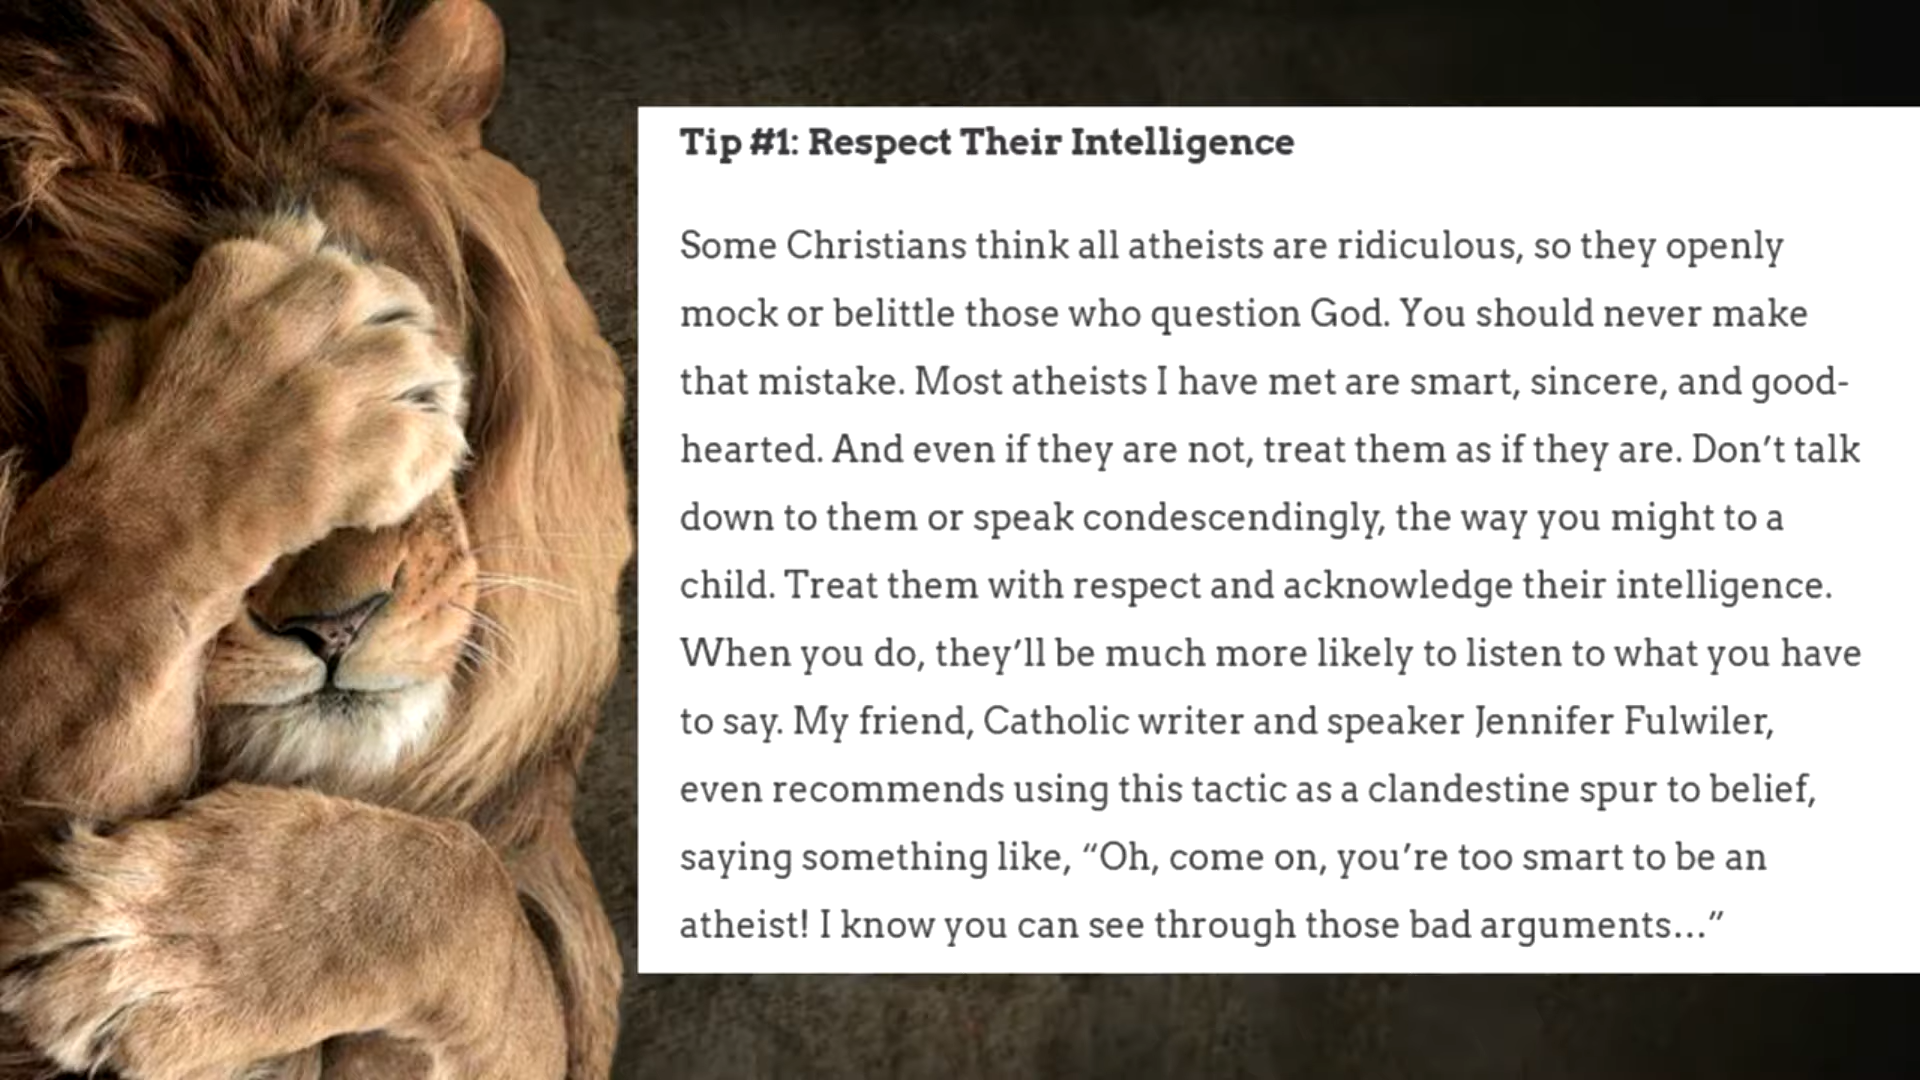 Tip #1: Respect Their Intelligence
Some Christians think all atheists are ridiculous, so they openly
mock or belittle those who question God. You should never make
that mistake. Most atheists I have met are smart, sincere, and good-
hearted. And even if they are not, treat them as if they are. Don’t talk
down to them or speak condescendingly, the way you might to a
child. Treat them with respect and acknowledge their intelligence.
When you do, they’ll be much more likely to listen to what you have
to say. My friend, Catholic writer and speaker Jennifer Fulwiler,
even recommends using this tactic as a clandestine spur to belief,
saying something like, “Oh, come on, you’re too smart to be an
atheist! I know you can see through those bad arguments…”